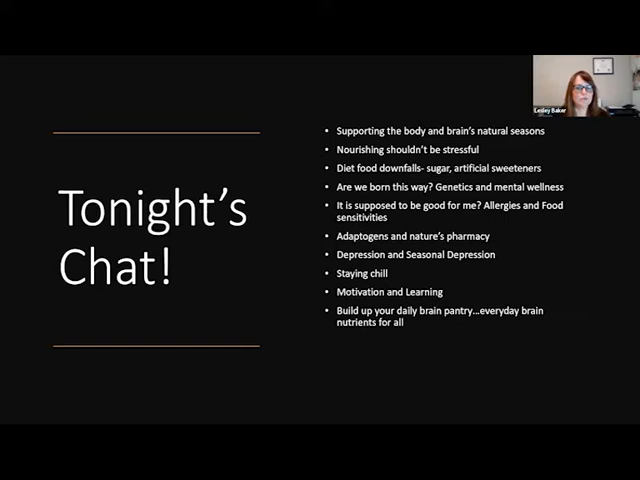 Lesley Baker
Tonight's
Chat!
• Supporting the body and brain's natural seasons
• Nourishing shouldn't be stressful
• Diet food downfalls- sugar, artificial sweeteners
• Are we born this way? Genetics and mental wellness
• It is supposed to be good for me? Allergies and Food
sensitivities
• Adaptogens and nature's pharmacy
• Depression and Seasonal Depression
• Staying chill
• Motivation and Learning
• Build up your daily brain pantry...everyday brain
nutrients for all